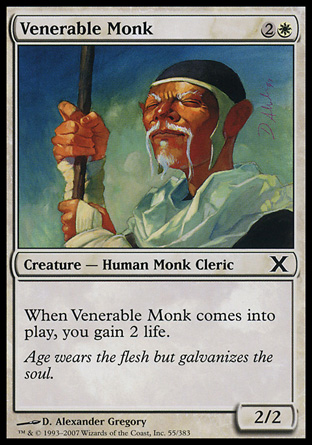 Venerable Monk 2
Creature — Human Monk Cleric X
When Venerable Monk comes into
play, you gain 2 life.
Age wears the flesh but galvanizes the
soul.
D. Alexander Gregory
2/2
™ & © 1993–2007 Wizards of the Coast, Inc. 55/383